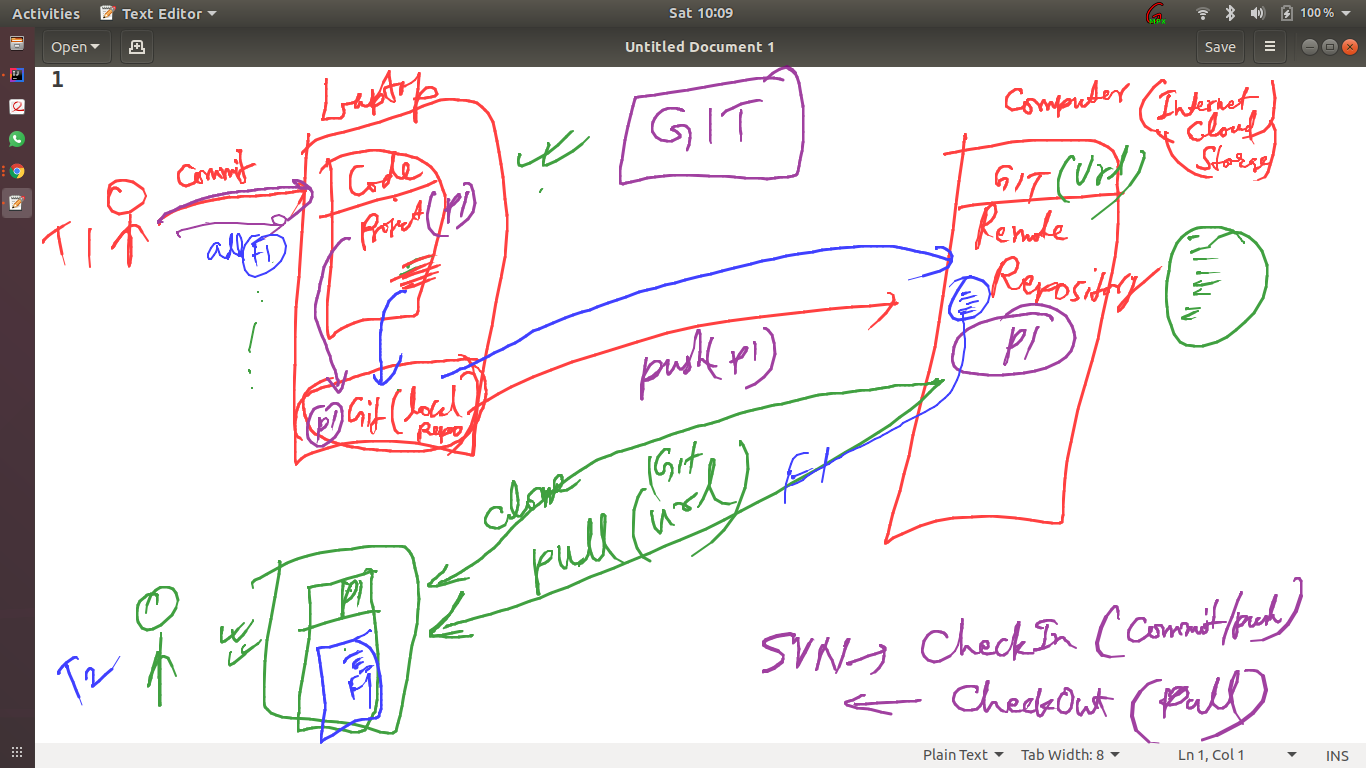 Activities Text Editor Sat 10:09 100 %
Open Untitled Document 1 Save
1
Laptop
GIT
Computer (Internet
Cloud
Storage)
Commit
Code
GIT (Url)
T1
Project (P1)
Remote
add F1
Repository
P1
push(P1)
P1 Git (local
repo
clone
(Git
pull (Url)
F1
P1
T2
F1
SVN → CheckIn (Commit/push)
← CheckOut (Pull)
Plain Text Tab Width: 8 Ln 1, Col 1 INS